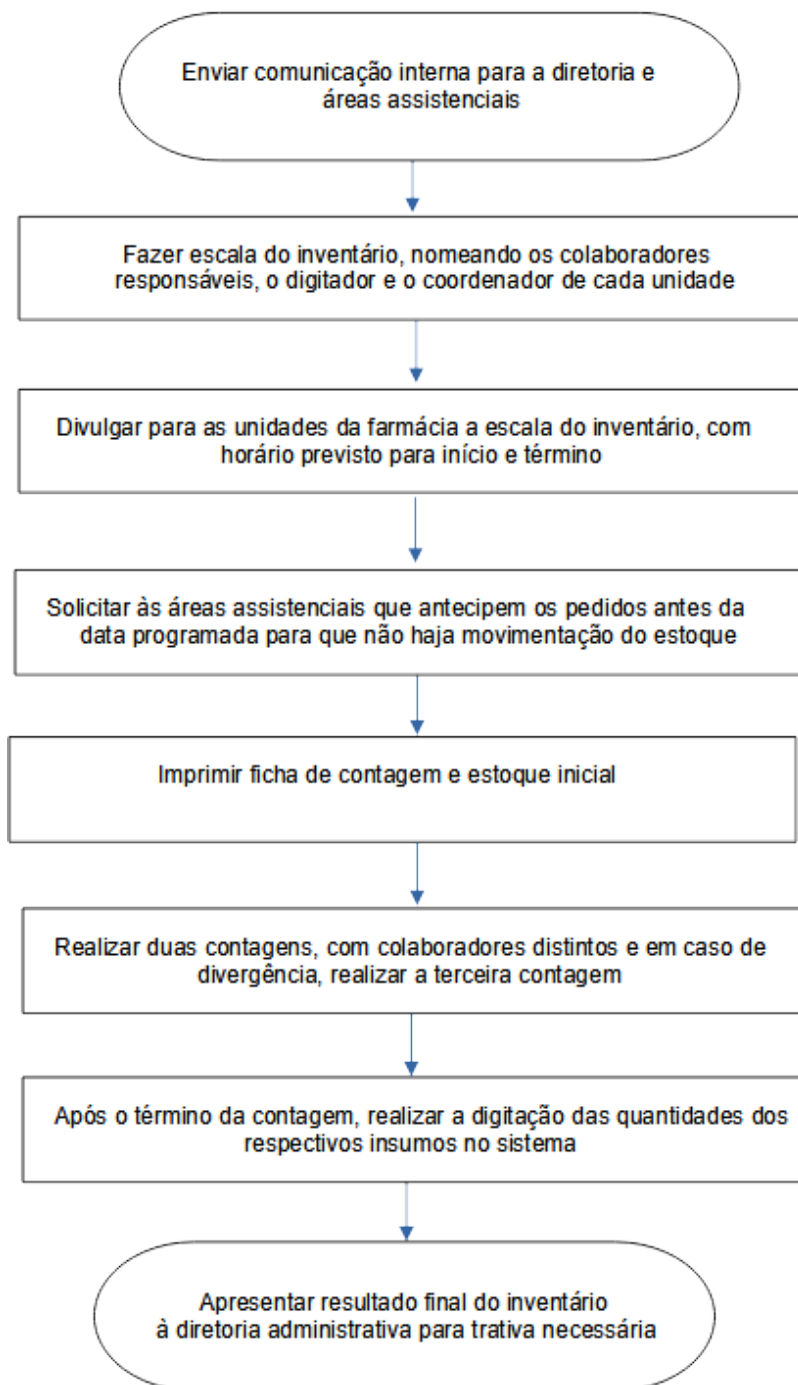 Enviar comunicação interna para a diretoria e
áreas assistenciais
Fazer escala do inventário, nomeando os colaboradores
responsáveis, o digitador e o coordenador de cada unidade
Divulgar para as unidades da farmácia a escala do inventário, com
horário previsto para início e término
Solicitar às áreas assistenciais que antecipem os pedidos antes da
data programada para que não haja movimentação do estoque
Imprimir ficha de contagem e estoque inicial
Realizar duas contagens, com colaboradores distintos e em caso de
divergência, realizar a terceira contagem
Após o término da contagem, realizar a digitação das quantidades dos
respectivos insumos no sistema
Apresentar resultado final do inventário
à diretoria administrativa para trativa necessária